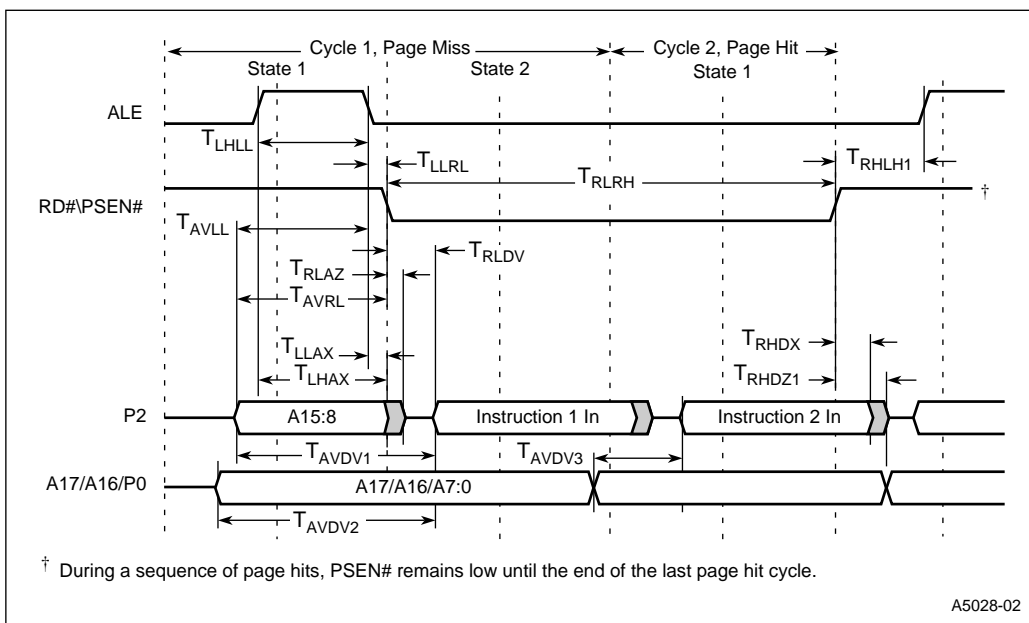 Cycle 1, Page Miss
Cycle 2, Page Hit
State 1
State 2
State 1
ALE
TLHLL
TLLRL
TRLRH
TRHLH1
RD#\PSEN#
†
TAVLL
TRLDV
TRLAZ
TAVRL
TLLAX
TRHDX
TLHAX
TRHDZ1
P2
A15:8
Instruction 1 In
Instruction 2 In
TAVDV1
TAVDV3
A17/A16/P0
A17/A16/A7:0
TAVDV2
† During a sequence of page hits, PSEN# remains low until the end of the last page hit cycle.
A5028-02